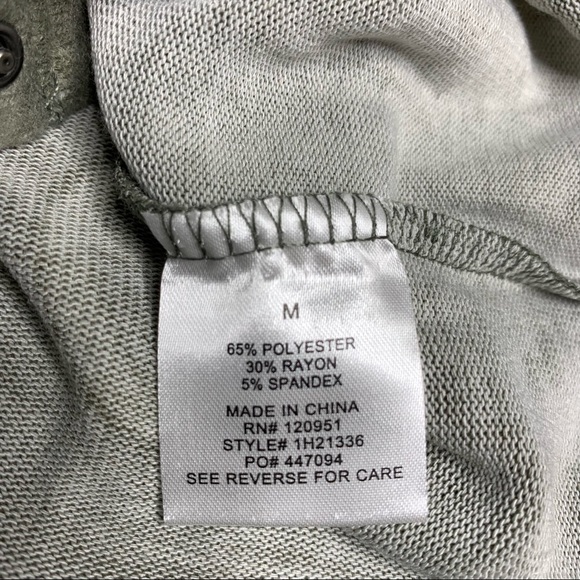 M
65% POLYESTER
30% RAYON
5% SPANDEX
MADE IN CHINA
RN# 120951
STYLE# 1H21336
PO# 447094
SEE REVERSE FOR CARE